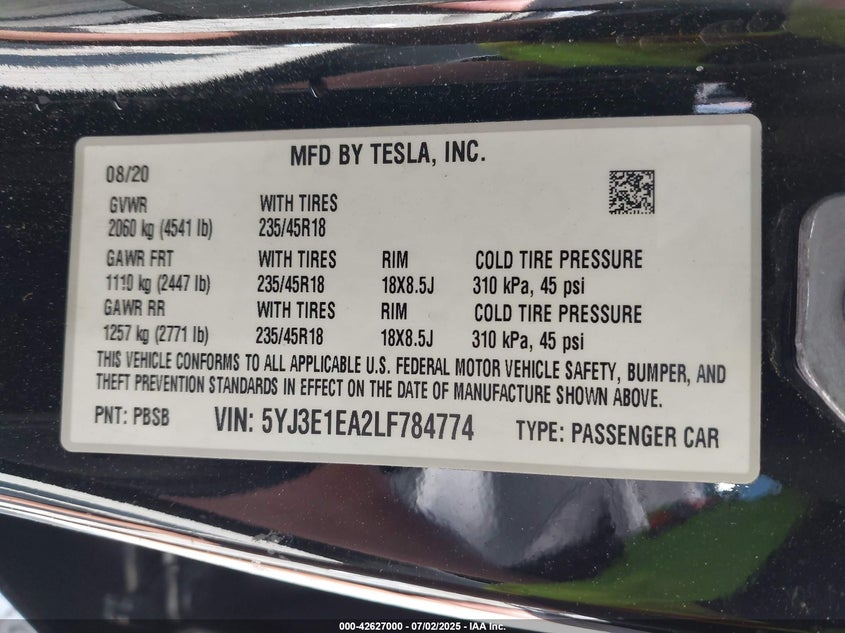 MFD BY TESLA, INC.
08/20
GVWR WITH TIRES
2060 kg (4541 lb) 235/45R18
GAWR FRT WITH TIRES RIM COLD TIRE PRESSURE
1110 kg (2447 lb) 235/45R18 18X8.5J 310 kPa, 45 psi
GAWR RR WITH TIRES RIM COLD TIRE PRESSURE
1257 kg (2771 lb) 235/45R18 18X8.5J 310 kPa, 45 psi
THIS VEHICLE CONFORMS TO ALL APPLICABLE U.S. FEDERAL MOTOR VEHICLE SAFETY, BUMPER, AND
THEFT PREVENTION STANDARDS IN EFFECT ON THE DATE OF MANUFACTURE SHOWN ABOVE.
PNT: PBSB VIN: 5YJ3E1EA2LF784774 TYPE: PASSENGER CAR
000-42627000 - 07/02/2025 - IAA Inc.